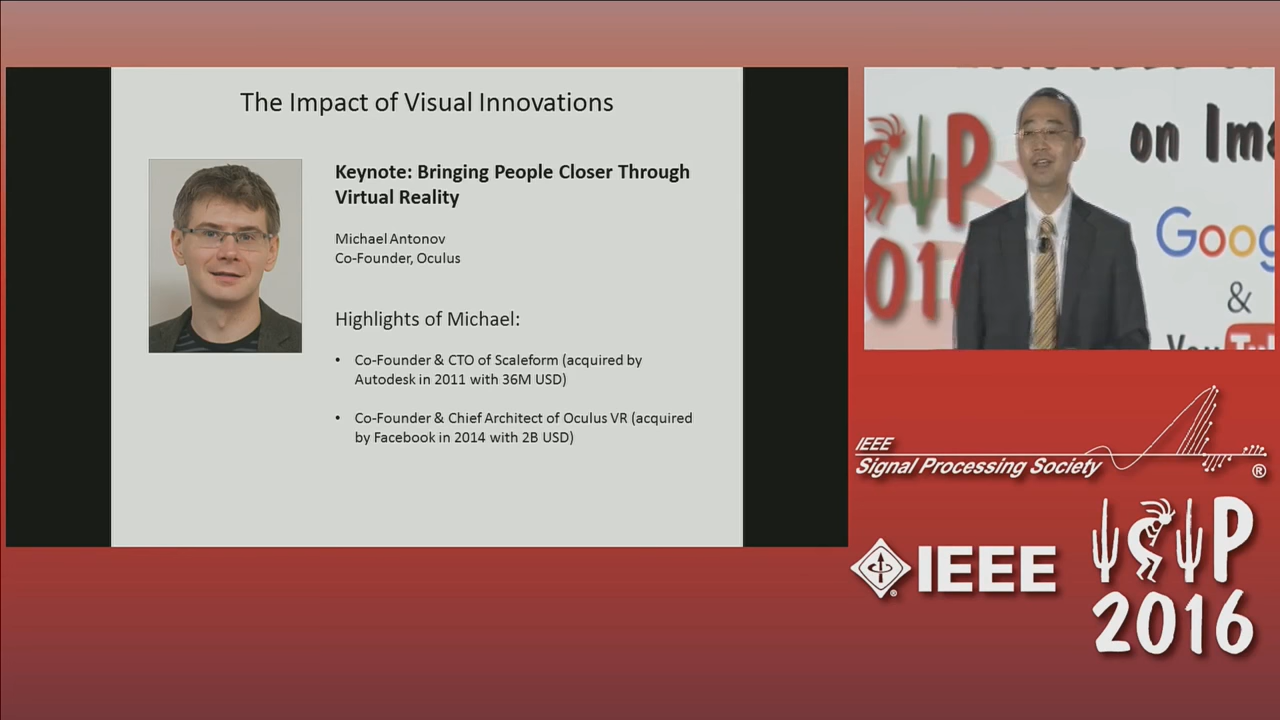 The Impact of Visual Innovations
Keynote: Bringing People Closer Through
Virtual Reality
Michael Antonov
Co-Founder, Oculus
Highlights of Michael:
• Co-Founder & CTO of Scaleform (acquired by
Autodesk in 2011 with 36M USD)
• Co-Founder & Chief Architect of Oculus VR (acquired
by Facebook in 2014 with 2B USD)
on Ima
Goog
&
YouTub
IEEE
Signal Processing Society
®
IEEE
®
ICIP
2016